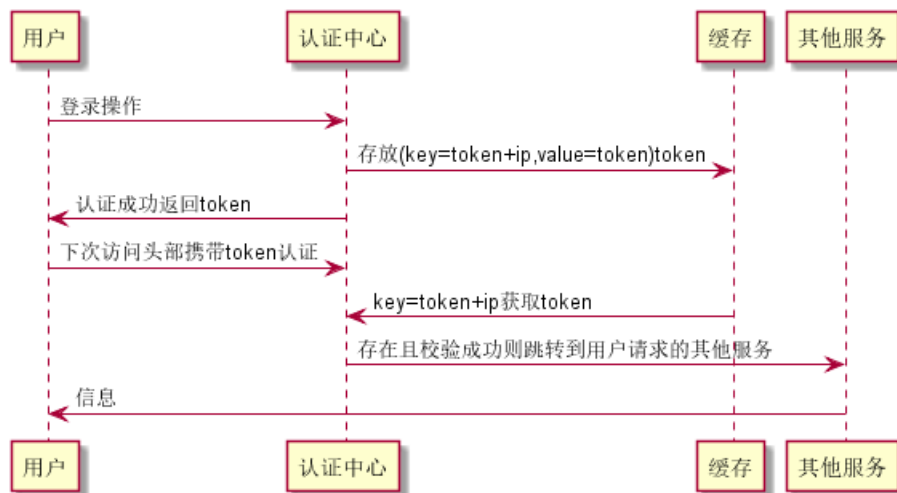 用户
认证中心
缓存
其他服务
登录操作
存放(key=token+ip,value=token)token
认证成功返回token
下次访问头部携带token认证
key=token+ip获取token
存在且校验成功则跳转到用户请求的其他服务
信息
用户
认证中心
缓存
其他服务